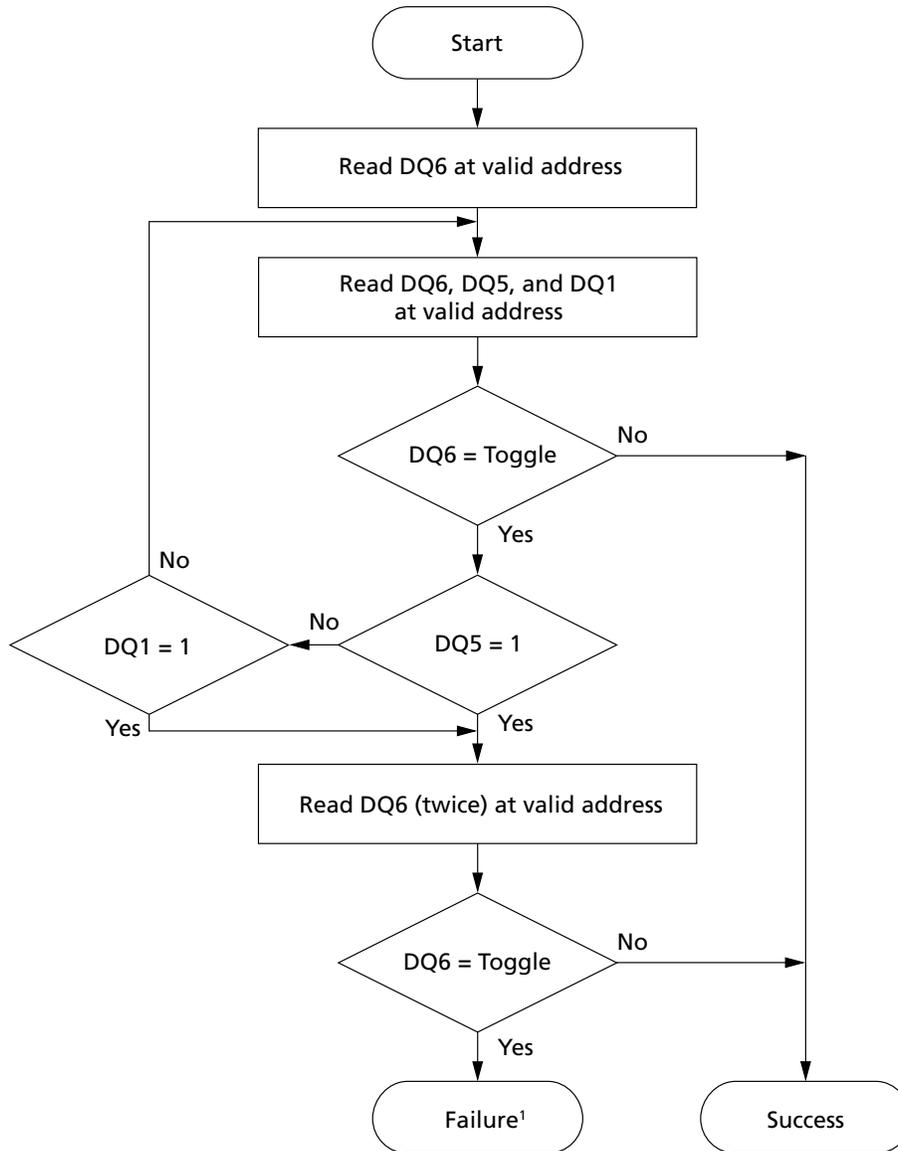 Start
Read DQ6 at valid address
Read DQ6, DQ5, and DQ1
at valid address
DQ6 = Toggle
No
Yes
No
DQ1 = 1
No
DQ5 = 1
Yes
Yes
Read DQ6 (twice) at valid address
DQ6 = Toggle
No
Yes
Failure¹
Success